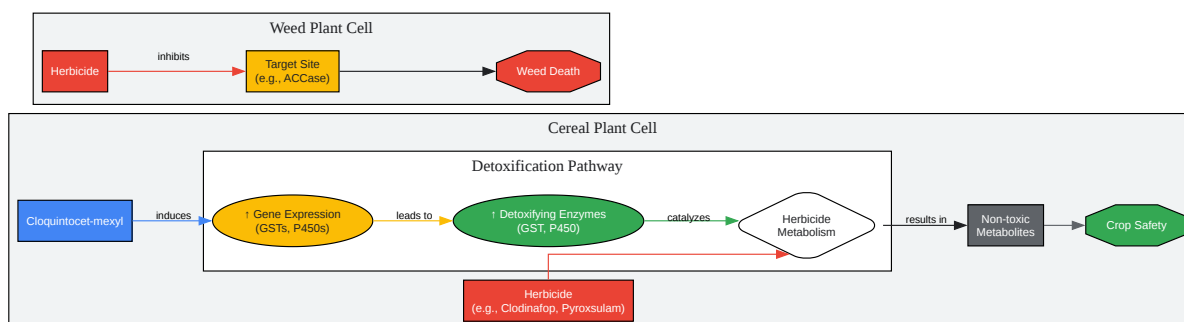 Weed Plant Cell
Herbicide
inhibits
Target Site
(e.g., ACCase)
Weed Death
Cereal Plant Cell
Detoxification Pathway
Cloquintocet-mexyl
induces
↑ Gene Expression
(GSTs, P450s)
leads to
↑ Detoxifying Enzymes
(GST, P450)
catalyzes
Herbicide
Metabolism
results in
Non-toxic
Metabolites
Crop Safety
Herbicide
(e.g., Clodinafop, Pyroxsulam)